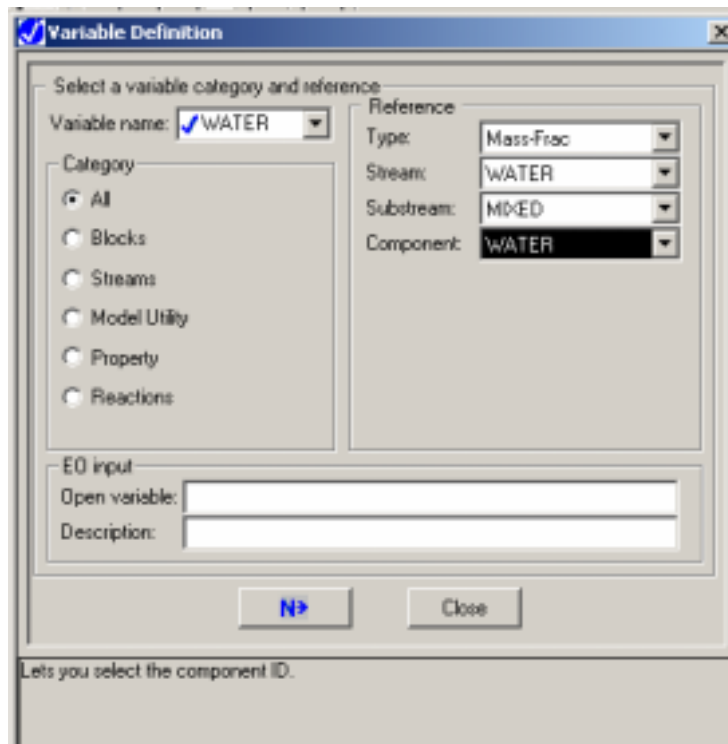 Variable Definition
Select a variable category and reference
Variable name: WATER
Category
All
Blocks
Streams
Model Utility
Property
Reactions
Reference
Type: Mass-Frac
Stream: WATER
Substream: MIXED
Component: WATER
EO input
Open variable:
Description:
N
Close
Lets you select the component ID.